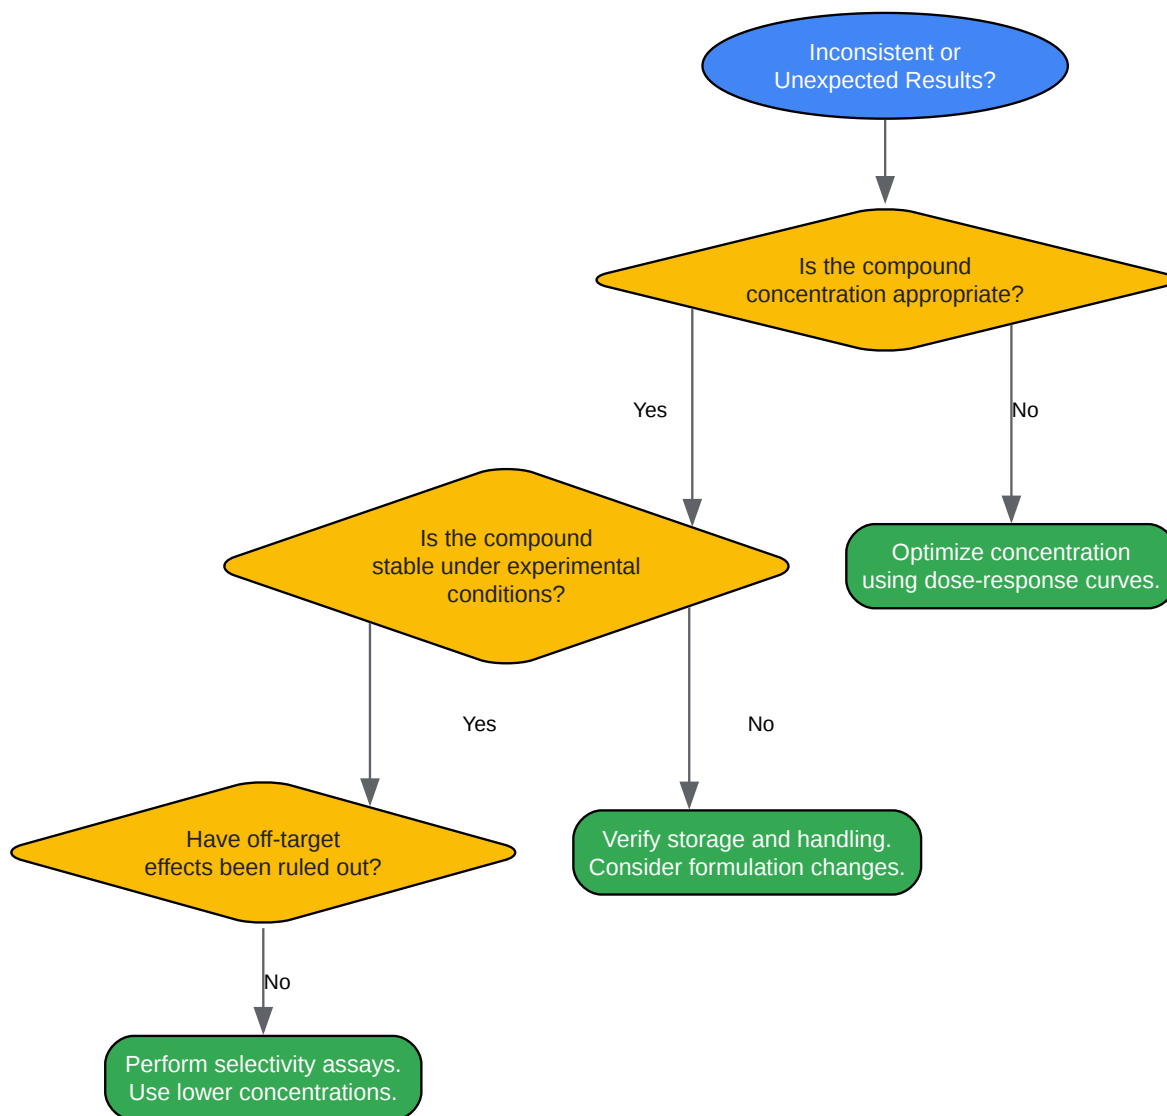 Inconsistent or
Unexpected Results?
Is the compound
concentration appropriate?
Yes
No
Is the compound
stable under experimental
conditions?
Optimize concentration
using dose-response curves.
Yes
No
Have off-target
effects been ruled out?
Verify storage and handling.
Consider formulation changes.
No
Perform selectivity assays.
Use lower concentrations.